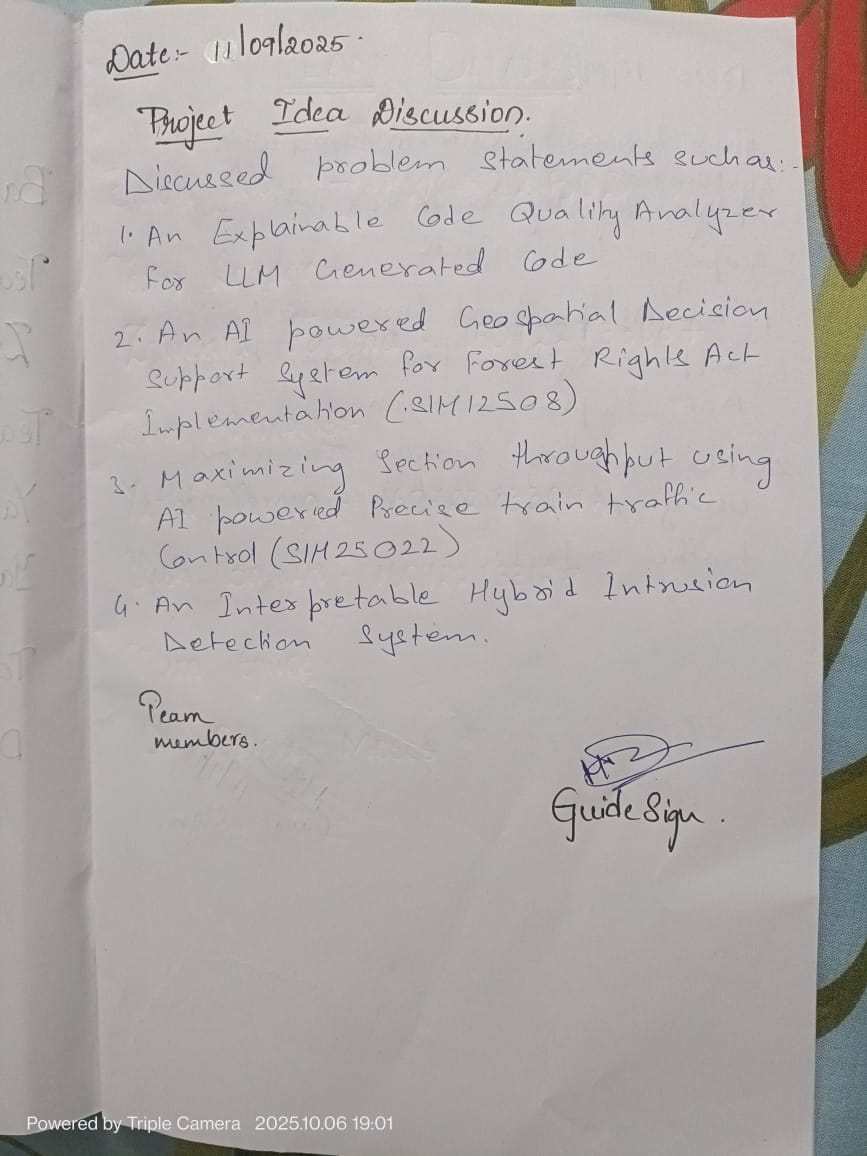 Date:- 11/09/2025.
Project Idea Discussion.
Discussed problem statements such as:-
1. An Explainable Code Quality Analyzer
for LLM Generated Code
2. An AI powered Geospatial Decision
Support System for Forest Rights Act
Implementation (SIH12508)
3. Maximizing Section throughput using
AI powered Precise train traffic
Control (SIH25022)
4. An Interpretable Hybrid Intrusion
Detection System.
Team
members.
Guide Sign.
Powered by Triple Camera 2025.10.06 19:01